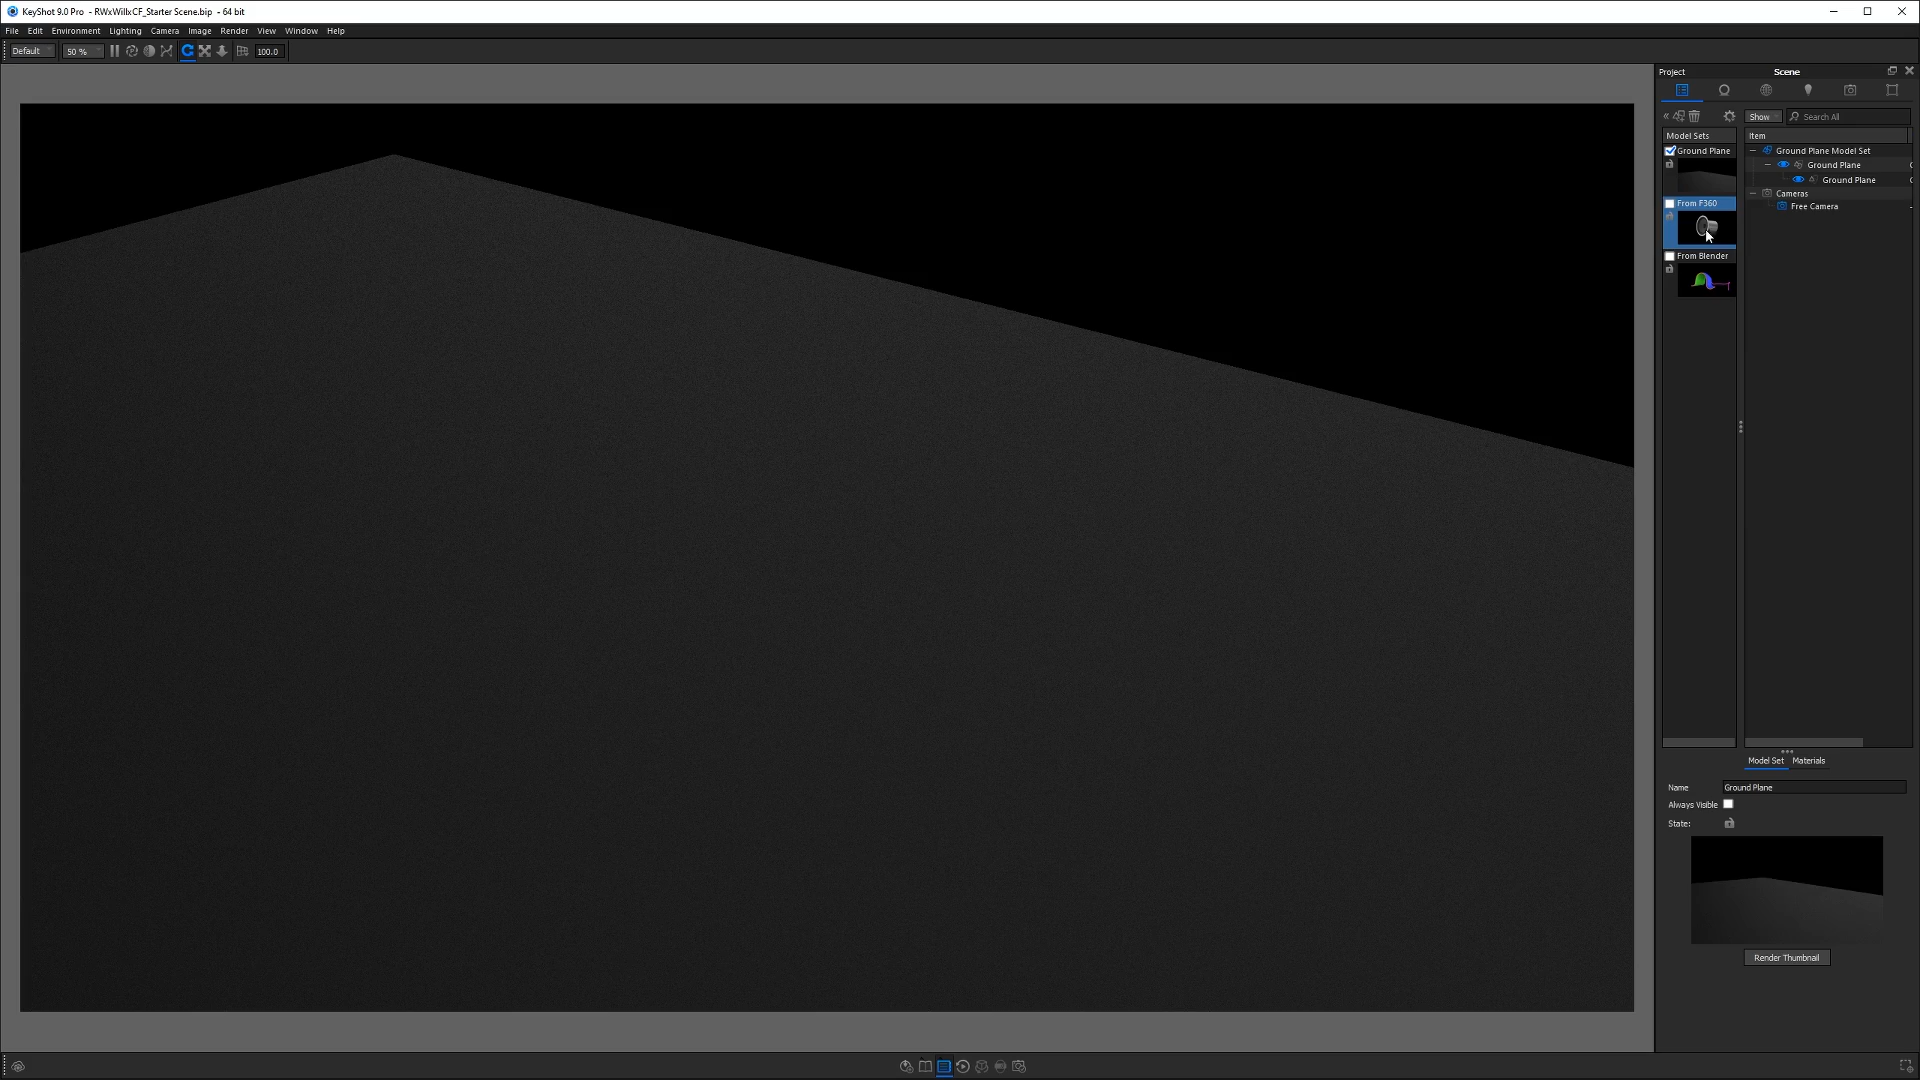 KeyShot 9.0 Pro - RWxWillxCF_Starter Scene.bip - 64 bit
File Edit Environment Lighting Camera Image Render View Window Help
Default 50 % 100.0
Project Scene
Show Search All
Model Sets Item
Ground Plane Ground Plane Model Set
Ground Plane
Ground Plane
Cameras
From F360 Free Camera
From Blender
Model Set Materials
Name Ground Plane
Always Visible
State:
Render Thumbnail